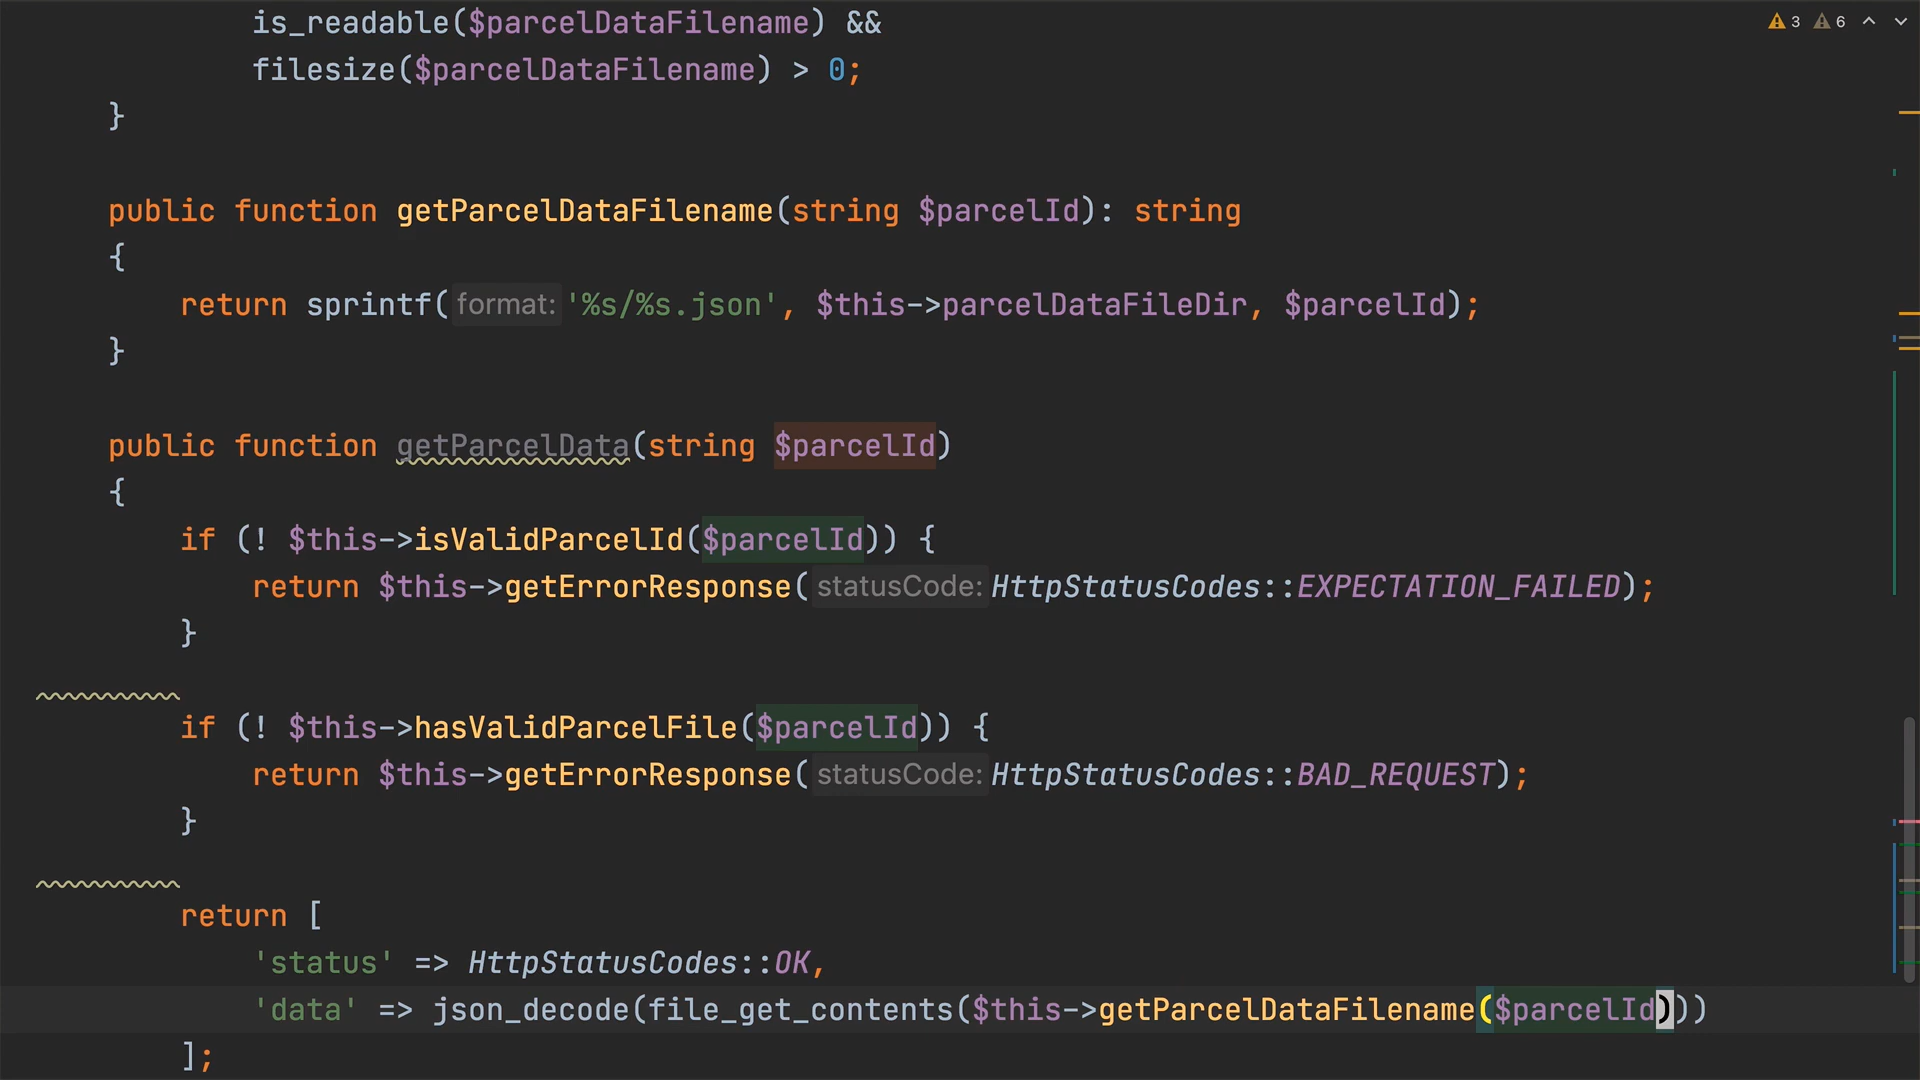 is_readable($parcelDataFilename) &&
3 6
filesize($parcelDataFilename) > 0;
}
public function getParcelDataFilename(string $parcelId): string
{
return sprintf( format: '%s/%s.json', $this->parcelDataFileDir, $parcelId);
}
public function getParcelData(string $parcelId)
{
if (! $this->isValidParcelId($parcelId)) {
return $this->getErrorResponse( statusCode: HttpStatusCodes::EXPECTATION_FAILED);
}
if (! $this->hasValidParcelFile($parcelId)) {
return $this->getErrorResponse( statusCode: HttpStatusCodes::BAD_REQUEST);
}
return [
'status' => HttpStatusCodes::OK,
'data' => json_decode(file_get_contents($this->getParcelDataFilename($parcelId)))
];